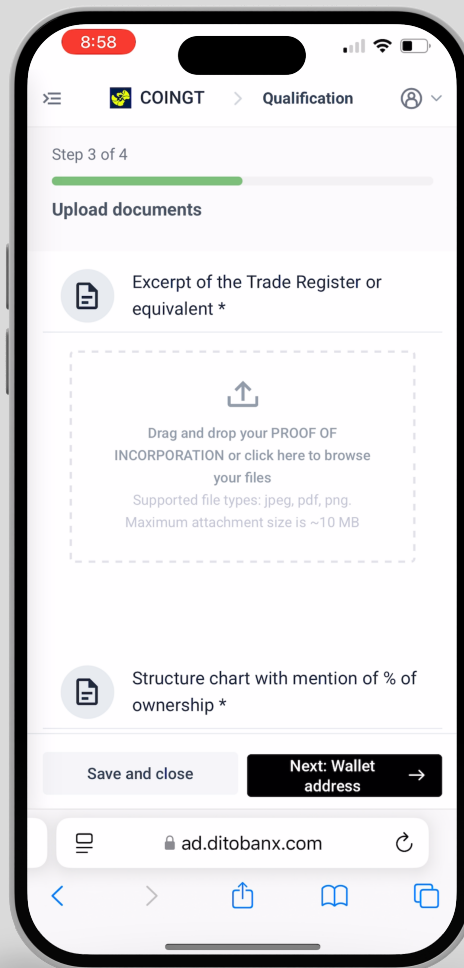 8:58
COINGT
Qualification
Step 3 of 4
Upload documents
Excerpt of the Trade Register or
equivalent *
Drag and drop your PROOF OF
INCORPORATION or click here to browse
your files
Supported file types: jpeg, pdf, png.
Maximum attachment size is ~10 MB
Structure chart with mention of % of
ownership *
Save and close
Next: Wallet
address
ad.ditobanx.com